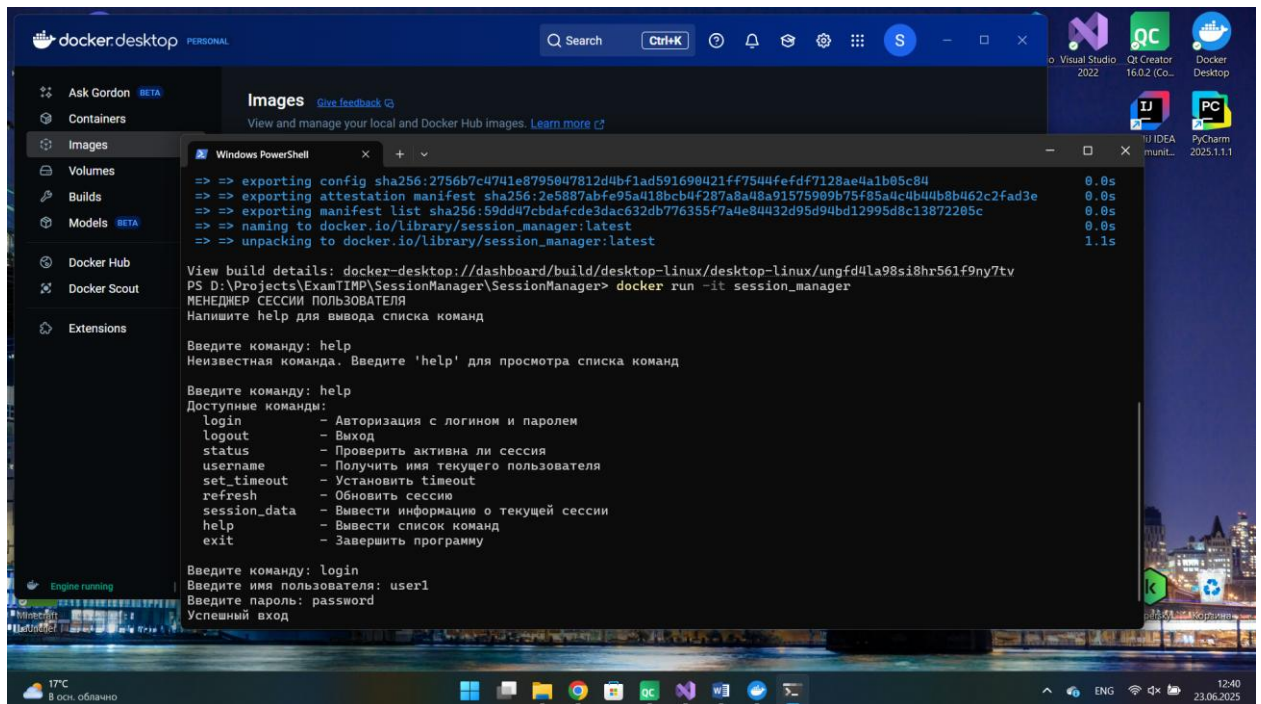 docker.desktop PERSONAL
Search Ctrl+K
S
Visual Studio 2022
Qt Creator 16.0.2 (Co...
Docker Desktop
PyCharm 2025.1.1.1
Ask Gordon BETA
Containers
Images
Volumes
Builds
Models BETA
Docker Hub
Docker Scout
Extensions
Engine running
Images Give feedback
View and manage your local and Docker Hub images. Learn more
Windows PowerShell
=> => exporting config sha256:2756b7c4741e8795047812d4bf1ad591690421ff7544fefdf7128ae4a1b05c84 0.0s
=> => exporting attestation manifest sha256:2e5887abfe95a418bcb4f287a8a48a91575909b75f85a4c4b44b8b462c2fad3e 0.0s
=> => exporting manifest list sha256:59dd47cbdafcde3dac632db776355f7a4e84432d95d94bd12995d8c13872205c 0.0s
=> => naming to docker.io/library/session_manager:latest 0.0s
=> => unpacking to docker.io/library/session_manager:latest 1.1s
View build details: docker-desktop://dashboard/build/desktop-linux/desktop-linux/ungfd4la98si8hr561f9ny7tv
PS D:\Projects\ExamTIMP\SessionManager\SessionManager> docker run -it session_manager
МЕНЕДЖЕР СЕССИИ ПОЛЬЗОВАТЕЛЯ
Напишите help для вывода списка команд
Введите команду: help
Неизвестная команда. Введите 'help' для просмотра списка команд
Введите команду: help
Доступные команды:
login - Авторизация с логином и паролем
logout - Выход
status - Проверить активна ли сессия
username - Получить имя текущего пользователя
set_timeout - Установить timeout
refresh - Обновить сессию
session_data - Вывести информацию о текущей сессии
help - Вывести список команд
exit - Завершить программу
Введите команду: login
Введите имя пользователя: user1
Введите пароль: password
Успешный вход
Minecraft
Корзина
17°C
В осн. облачно
ENG
12:40
23.06.2025